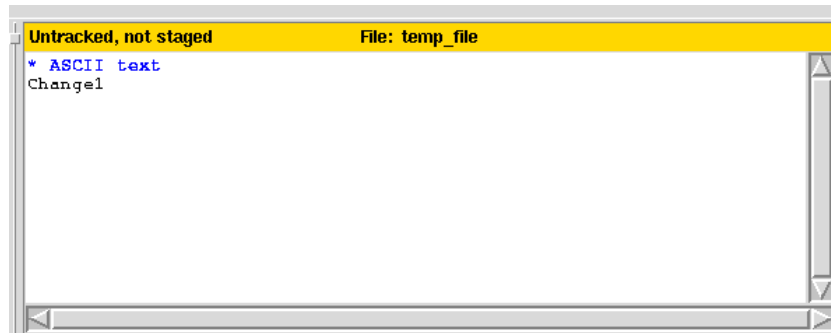 Untracked, not staged File: temp_file
* ASCII text
Change1